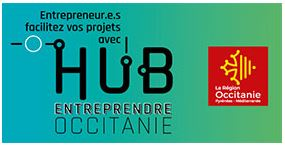 Entrepreneur.e.s
facilitez vos projets
avec
HUB
ENTREPRENDRE
OCCITANIE
La Région
Occitanie
Pyrénées - Méditerranée